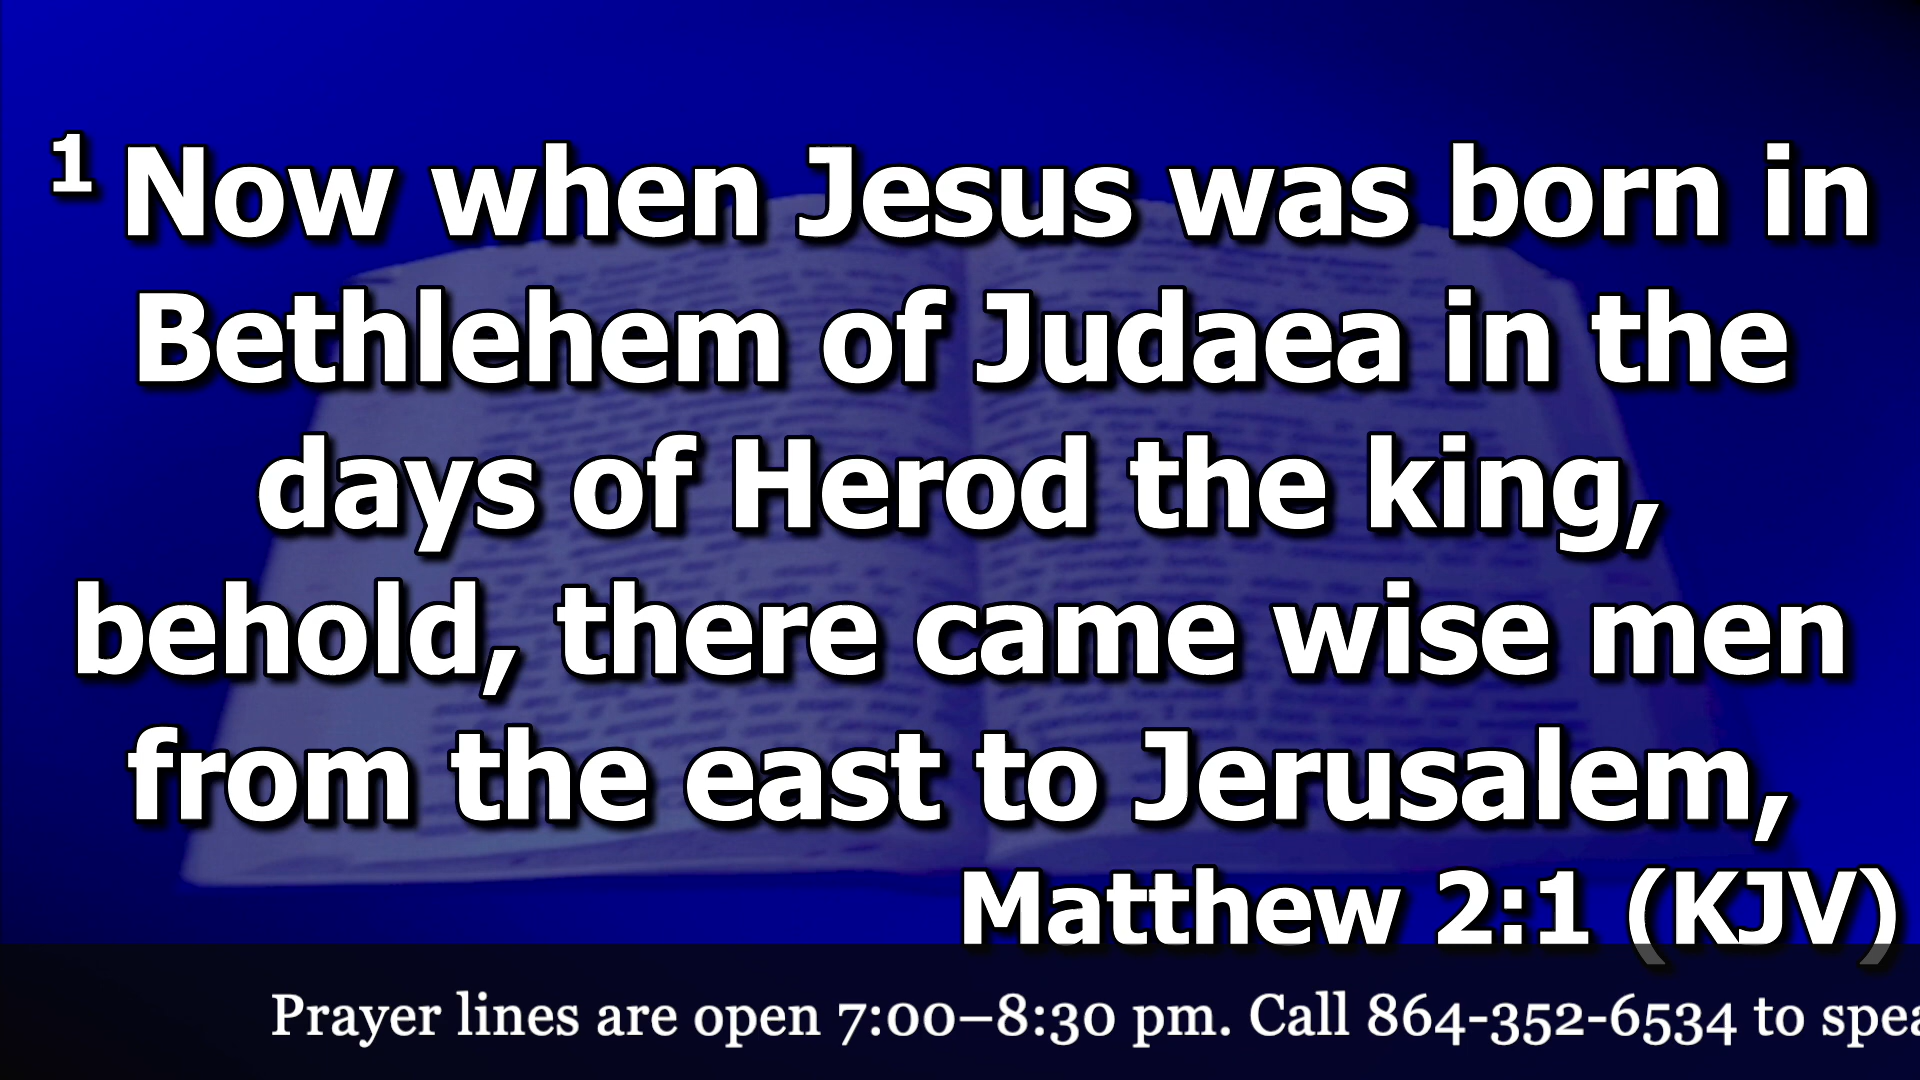 1 Now when Jesus was born in
Bethlehem of Judaea in the
days of Herod the king,
behold, there came wise men
from the east to Jerusalem,
Matthew 2:1 (KJV)
Prayer lines are open 7:00–8:30 pm. Call 864-352-6534 to